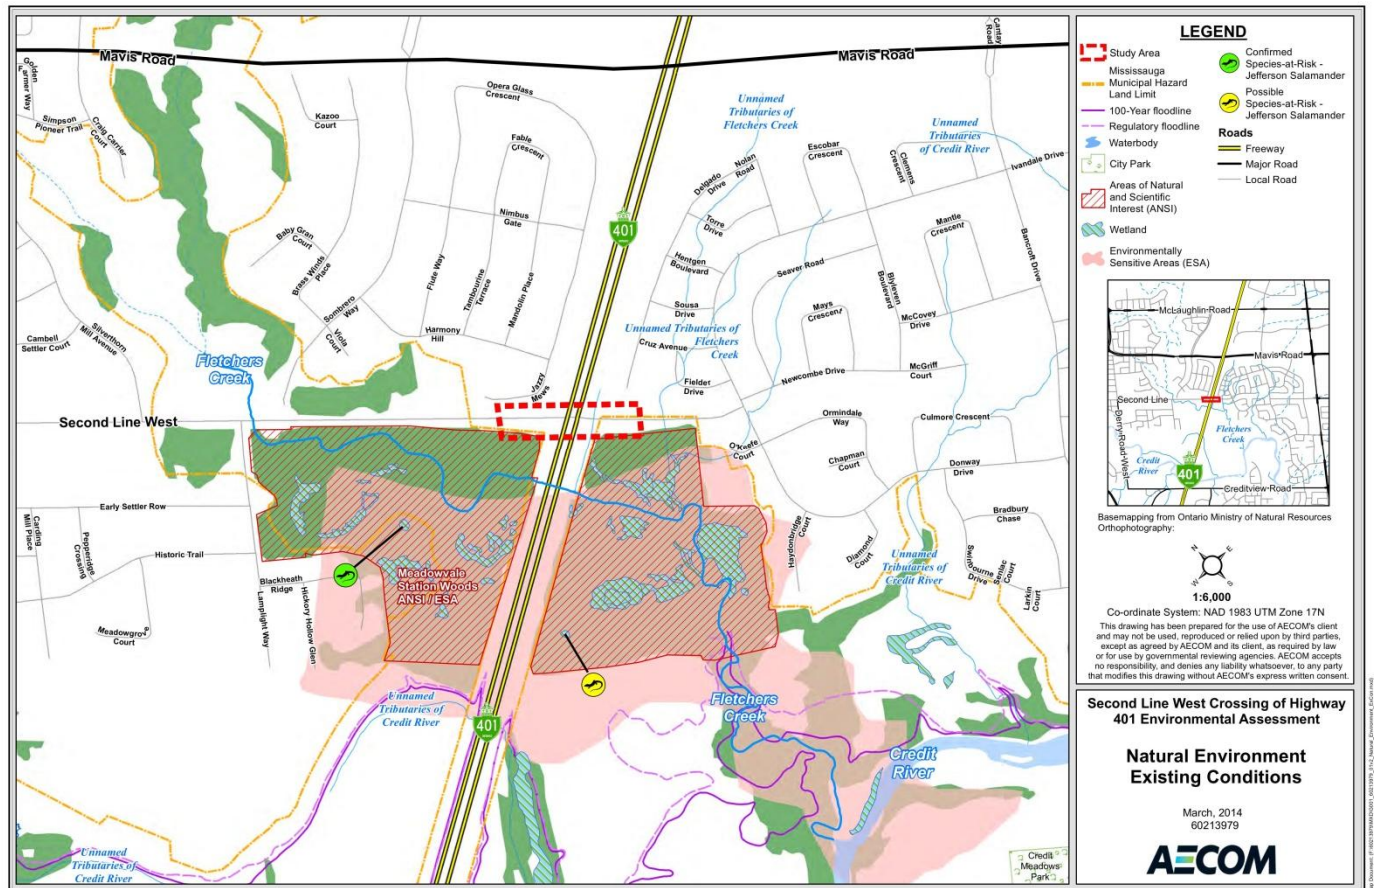 Mavis Road
Mavis Road
Cantay
Road
Golden
Farmer Way
Simpson
Pioneer Trail
Craig Carrier
Court
Kazoo
Court
Opera Glass
Crescent
Fable
Crescent
Unnamed
Tributaries of
Fletchers Creek
Unnamed
Tributaries
of Credit River
Escobar
Crescent
Clemens
Crescent
Ivandale Drive
Delgado
Drive
Nolan
Road
Nimbus
Gate
401
Torre
Drive
Mantle
Crescent
Bancroft Drive
Baby Gran
Court
Brass Winds
Place
Flude Way
Tambourine
Terrace
Mandolin Place
Hentgen
Boulevard
Seaver Road
Blyleven
Boulevard
Sombrero
Way
Viola
Court
Sousa
Drive
Mays
Crescent
McCovey
Drive
Cambell
Settler Court
Silverthorn
Mill Avenue
Harmony
Hill
Unnamed Tributaries of
Fletchers
Creek
Cruz Avenue
Fletchers
Creek
Jazzy
Mews
Fielder
Drive
Newcombe Drive
McGriff
Court
Second Line West
Ormindale
Way
Culmore Crescent
O'Keefe
Court
Chapman
Court
Donway
Drive
Early Settler Row
Carding
Mill Place
Pepperidge
Crossing
Historic Trail
Bradbury
Chase
Haydonbridge
Court
Diamond
Court
Unnamed
Tributaries of
Credit River
Swinbourne
Drive
Senlac
Court
Larkin
Court
Blackheath
Ridge
Lamplight Way
Hickory Hollow Glen
Meadowvale
Station Woods
ANSI / ESA
Meadowgrove
Court
Unnamed
Tributaries of
Credit River
401
Fletchers
Creek
Credit
River
Unnamed
Tributaries of
Credit River
Credit
Meadows
Park
LEGEND
Study Area
Mississauga
Municipal Hazard
Land Limit
100-Year floodline
Regulatory floodline
Waterbody
City Park
Areas of Natural
and Scientific
Interest (ANSI)
Wetland
Environmentally
Sensitive Areas (ESA)
Confirmed
Species-at-Risk -
Jefferson Salamander
Possible
Species-at-Risk -
Jefferson Salamander
Roads
Freeway
Major Road
Local Road
McLaughlin Road
Mavis Road
Second Line
Derry Road West
Fletchers
Creek
Credit
River
401
Creditview Road
Basemapping from Ontario Ministry of Natural Resources
Orthophotography:
N
E
W
S
1:6,000
Co-ordinate System: NAD 1983 UTM Zone 17N
This drawing has been prepared for the use of AECOM's client
and may not be used, reproduced or relied upon by third parties,
except as agreed by AECOM and its client, as required by law
or for use by governmental reviewing agencies. AECOM accepts
no responsibility, and denies any liability whatsoever, to any party
that modifies this drawing without AECOM's express written consent.
Second Line West Crossing of Highway
401 Environmental Assessment
Natural Environment
Existing Conditions
March, 2014
60213979
AECOM